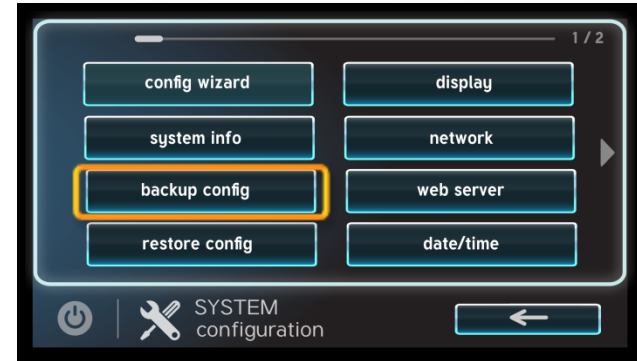 1 / 2
config wizard
display
system info
network
backup config
web server
restore config
date/time
SYSTEM
configuration